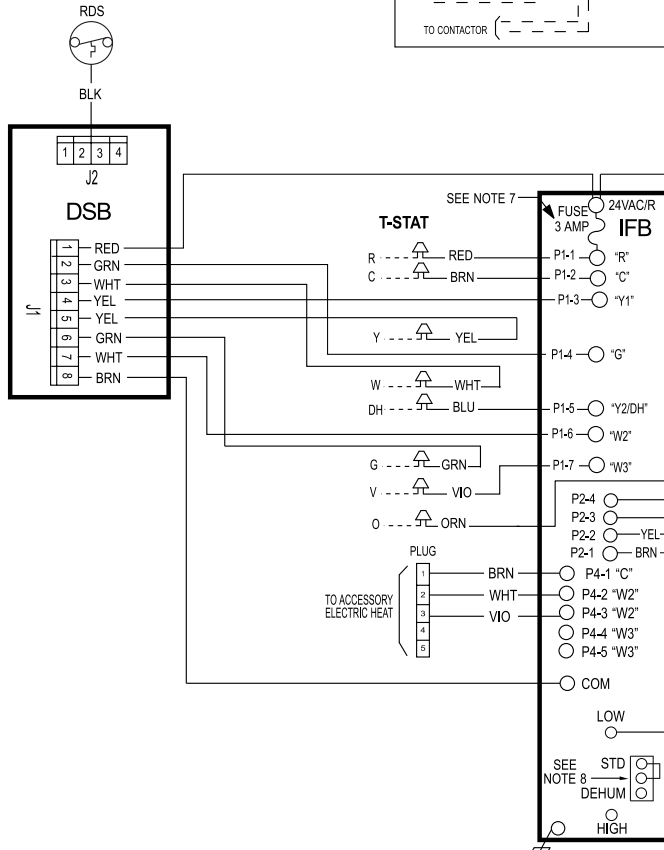 RDS
TO CONTACTOR
BLK
1 2 3 4
J2
DSB
J1
1 RED
2 GRN
3 WHT
4 YEL
5 YEL
6 GRN
7 WHT
8 BRN
T-STAT
SEE NOTE 7
FUSE
3 AMP
24VAC/R
IFB
R RED P1-1 "R"
C BRN P1-2 "C"
P1-3 "Y1"
Y YEL
P1-4 "G"
W WHT
DH BLU P1-5 "Y2/DH"
P1-6 "W2"
G GRN
P1-7 "W3"
V VIO
O ORN
P2-4
P2-3
P2-2 YEL
P2-1 BRN
PLUG
TO ACCESSORY
ELECTRIC HEAT
1 BRN P4-1 "C"
2 WHT P4-2 "W2"
3 VIO P4-3 "W2"
4 P4-4 "W3"
5 P4-5 "W3"
COM
LOW
SEE
NOTE 8
STD
DEHUM
HIGH